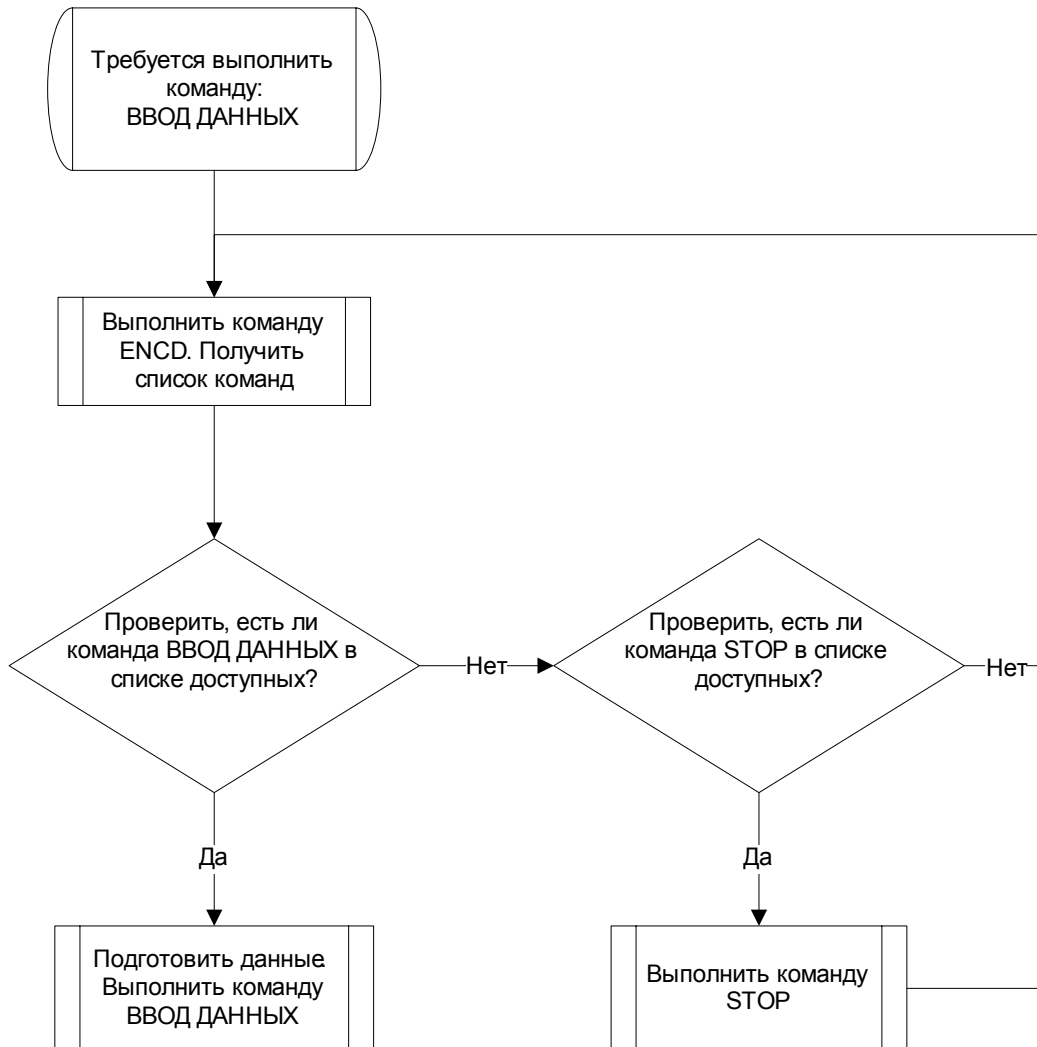 Требуется выполнить
команду:
ВВОД ДАННЫХ
Выполнить команду
ENCD. Получить
список команд
Проверить, есть ли
команда ВВОД ДАННЫХ в
списке доступных?
Нет
Проверить, есть ли
команда STOP в списке
доступных?
Нет
Да
Да
Подготовить данные.
Выполнить команду
ВВОД ДАННЫХ
Выполнить команду
STOP